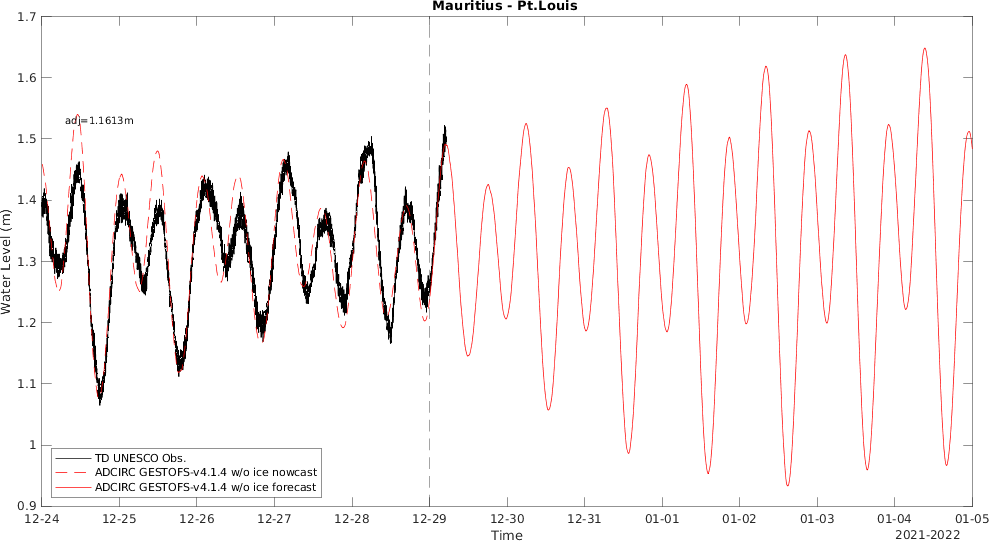 Mauritius - Pt.Louis
1.7
1.6
1.5
1.4
1.3
1.2
1.1
1
0.9
Water Level (m)
adj=1.1613m
TD UNESCO Obs.
ADCIRC GESTOFS-v4.1.4 w/o ice nowcast
ADCIRC GESTOFS-v4.1.4 w/o ice forecast
12-24 12-25 12-26 12-27 12-28 12-29 12-30 12-31 01-01 01-02 01-03 01-04 01-05
Time
2021-2022